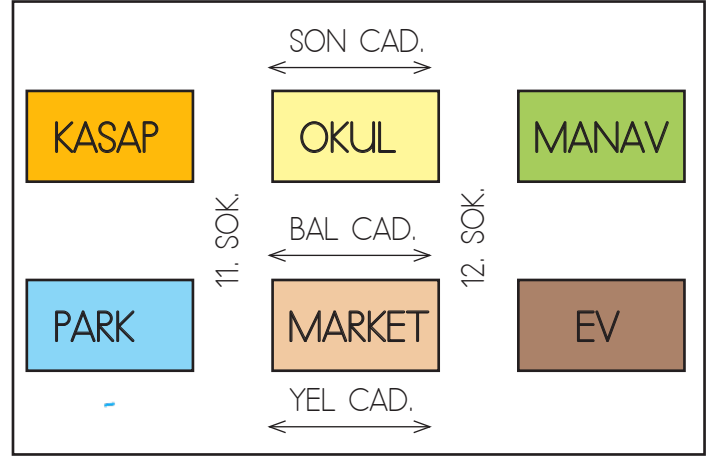 SON CAD.
KASAP
OKUL
MANAV
11. SOK.
BAL CAD.
12. SOK.
PARK
MARKET
EV
YEL CAD.